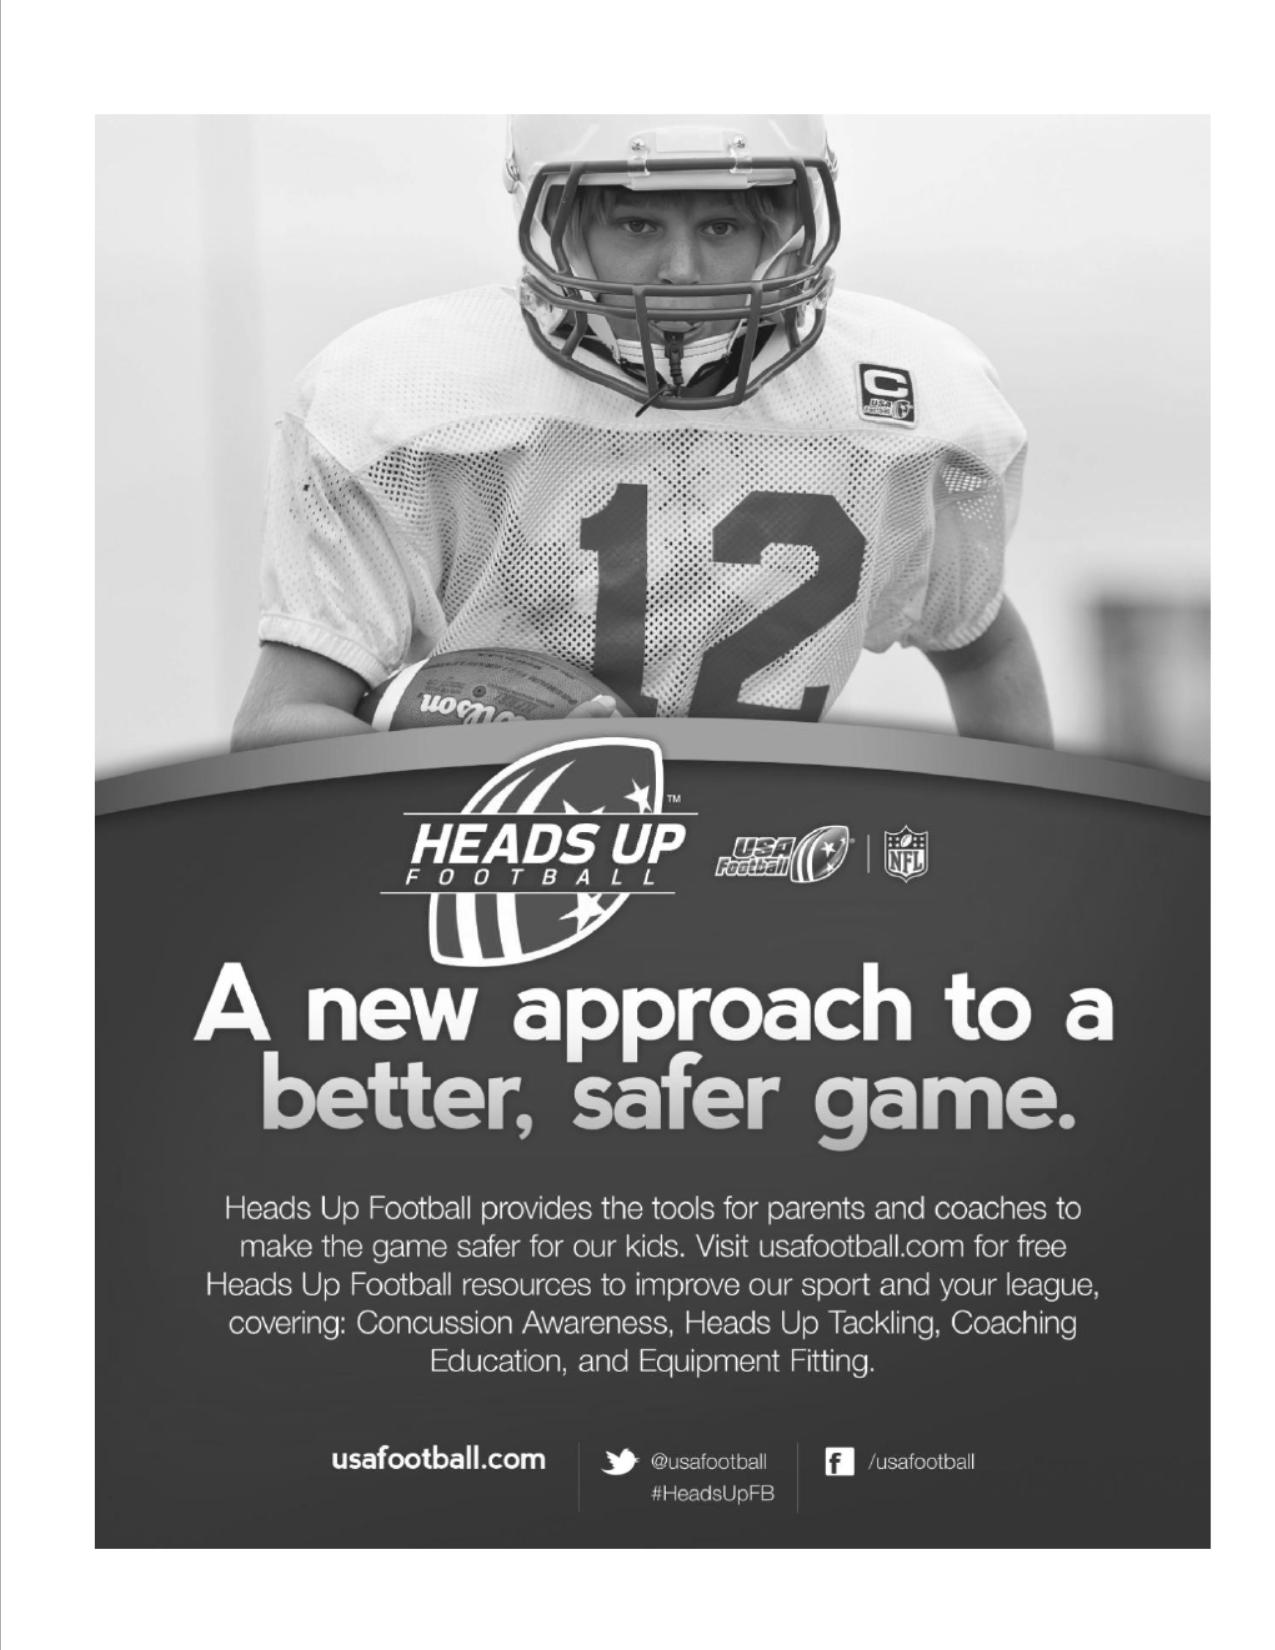 C
USA
12
Wilson
TM
HEADS UP
FOOTBALL
USA
Football
NFL
A new approach to a
better, safer game.
Heads Up Football provides the tools for parents and coaches to
make the game safer for our kids. Visit usafootball.com for free
Heads Up Football resources to improve our sport and your league,
covering: Concussion Awareness, Heads Up Tackling, Coaching
Education, and Equipment Fitting.
usafootball.com
@usafootball
#HeadsUpFB
/usafootball